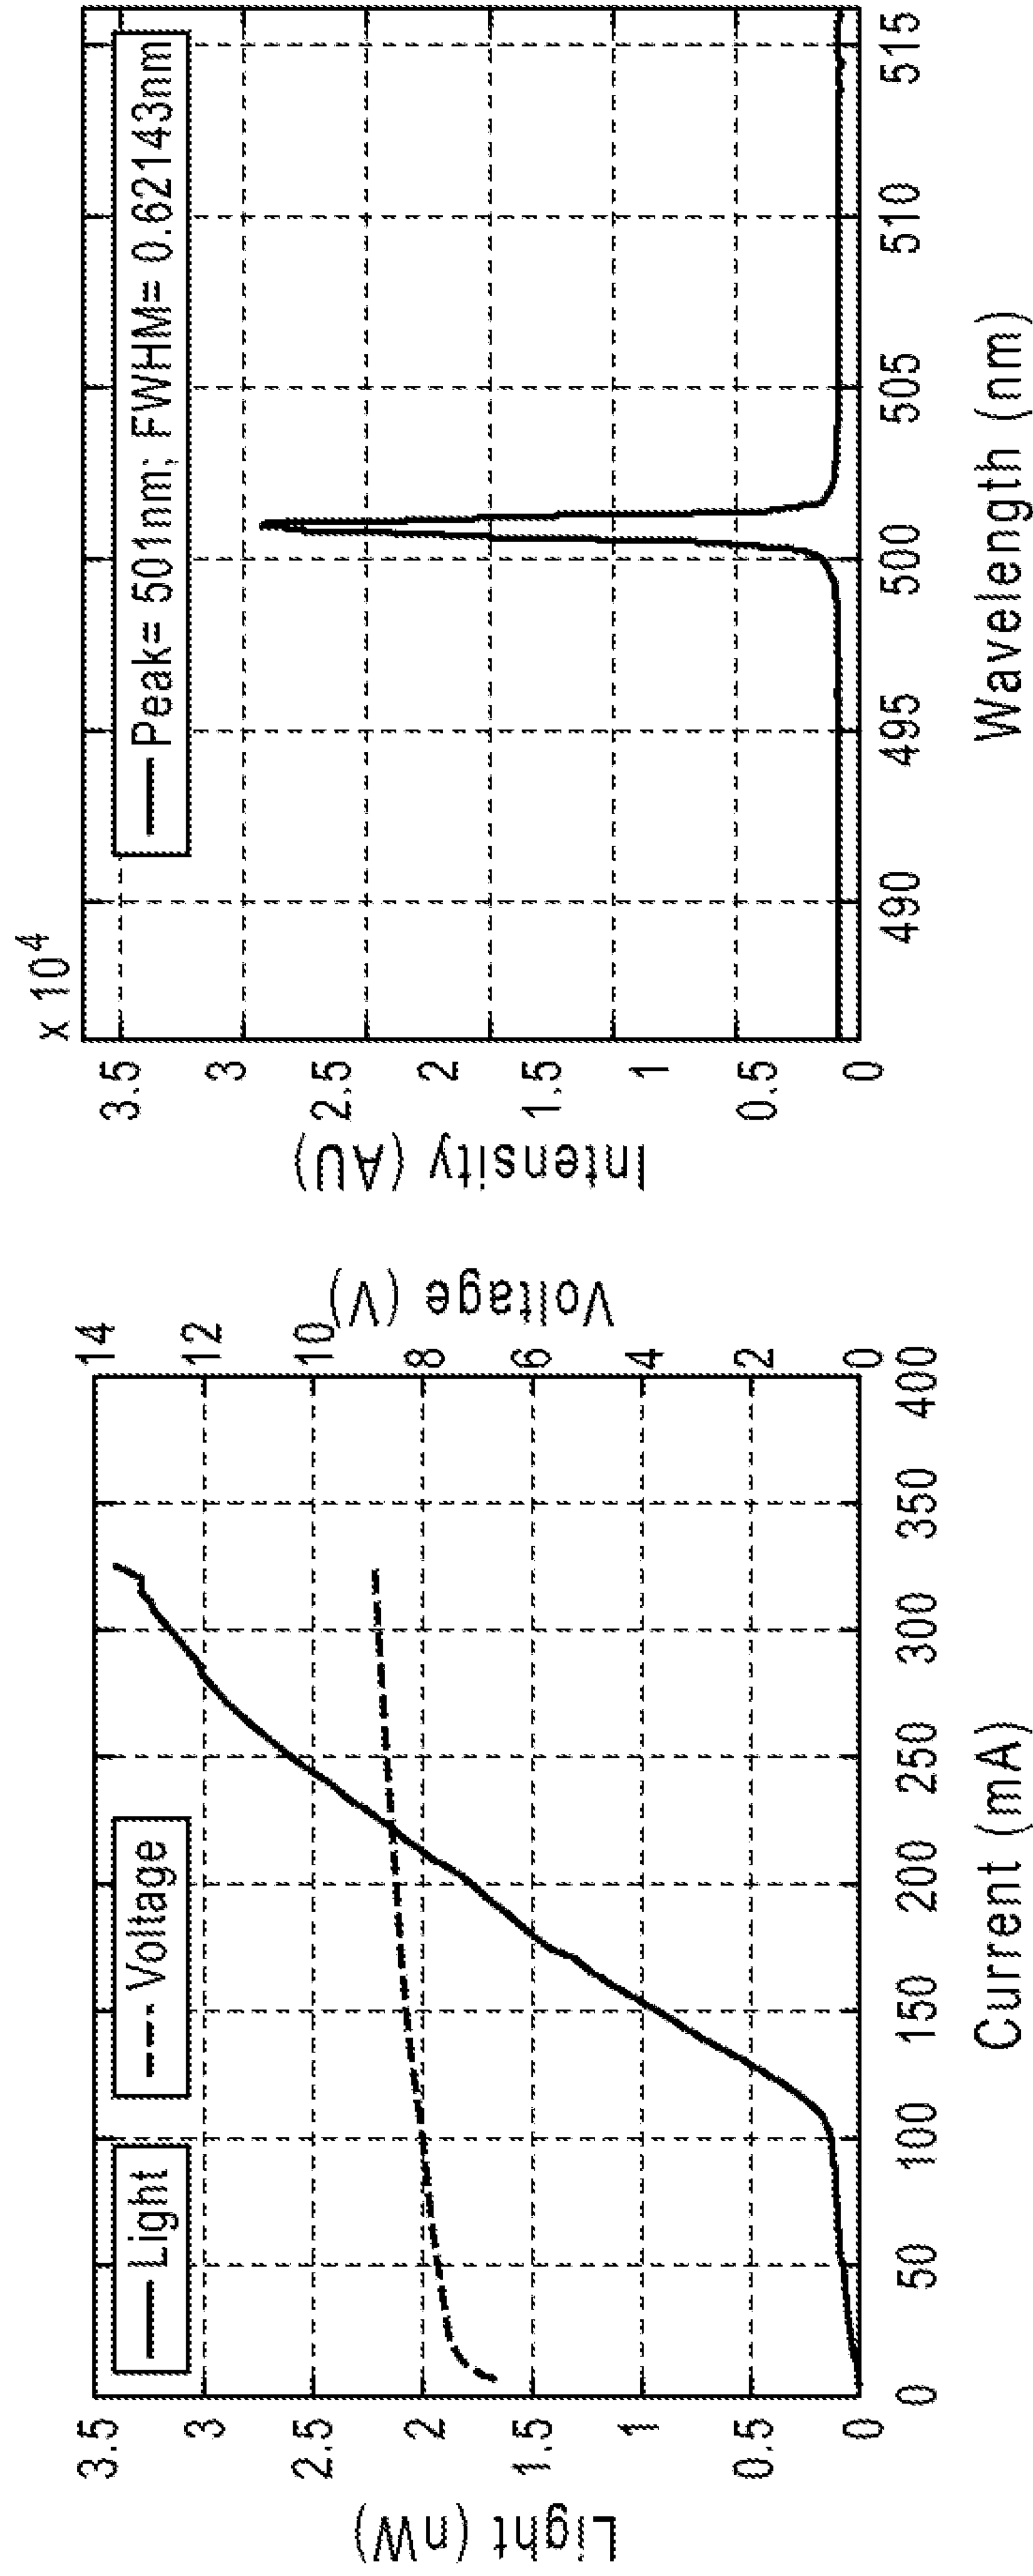 Light
Voltage
Light (nW)
3.5
3
2.5
2
1.5
1
0.5
0
Voltage (V)
14
12
10
8
6
4
2
0
0 50 100 150 200 250 300 350 400
Current (mA)
x 10⁴
Peak= 501nm; FWHM= 0.62143nm
Intensity (AU)
3.5
3
2.5
2
1.5
1
0.5
0
490 495 500 505 510 515
Wavelength (nm)